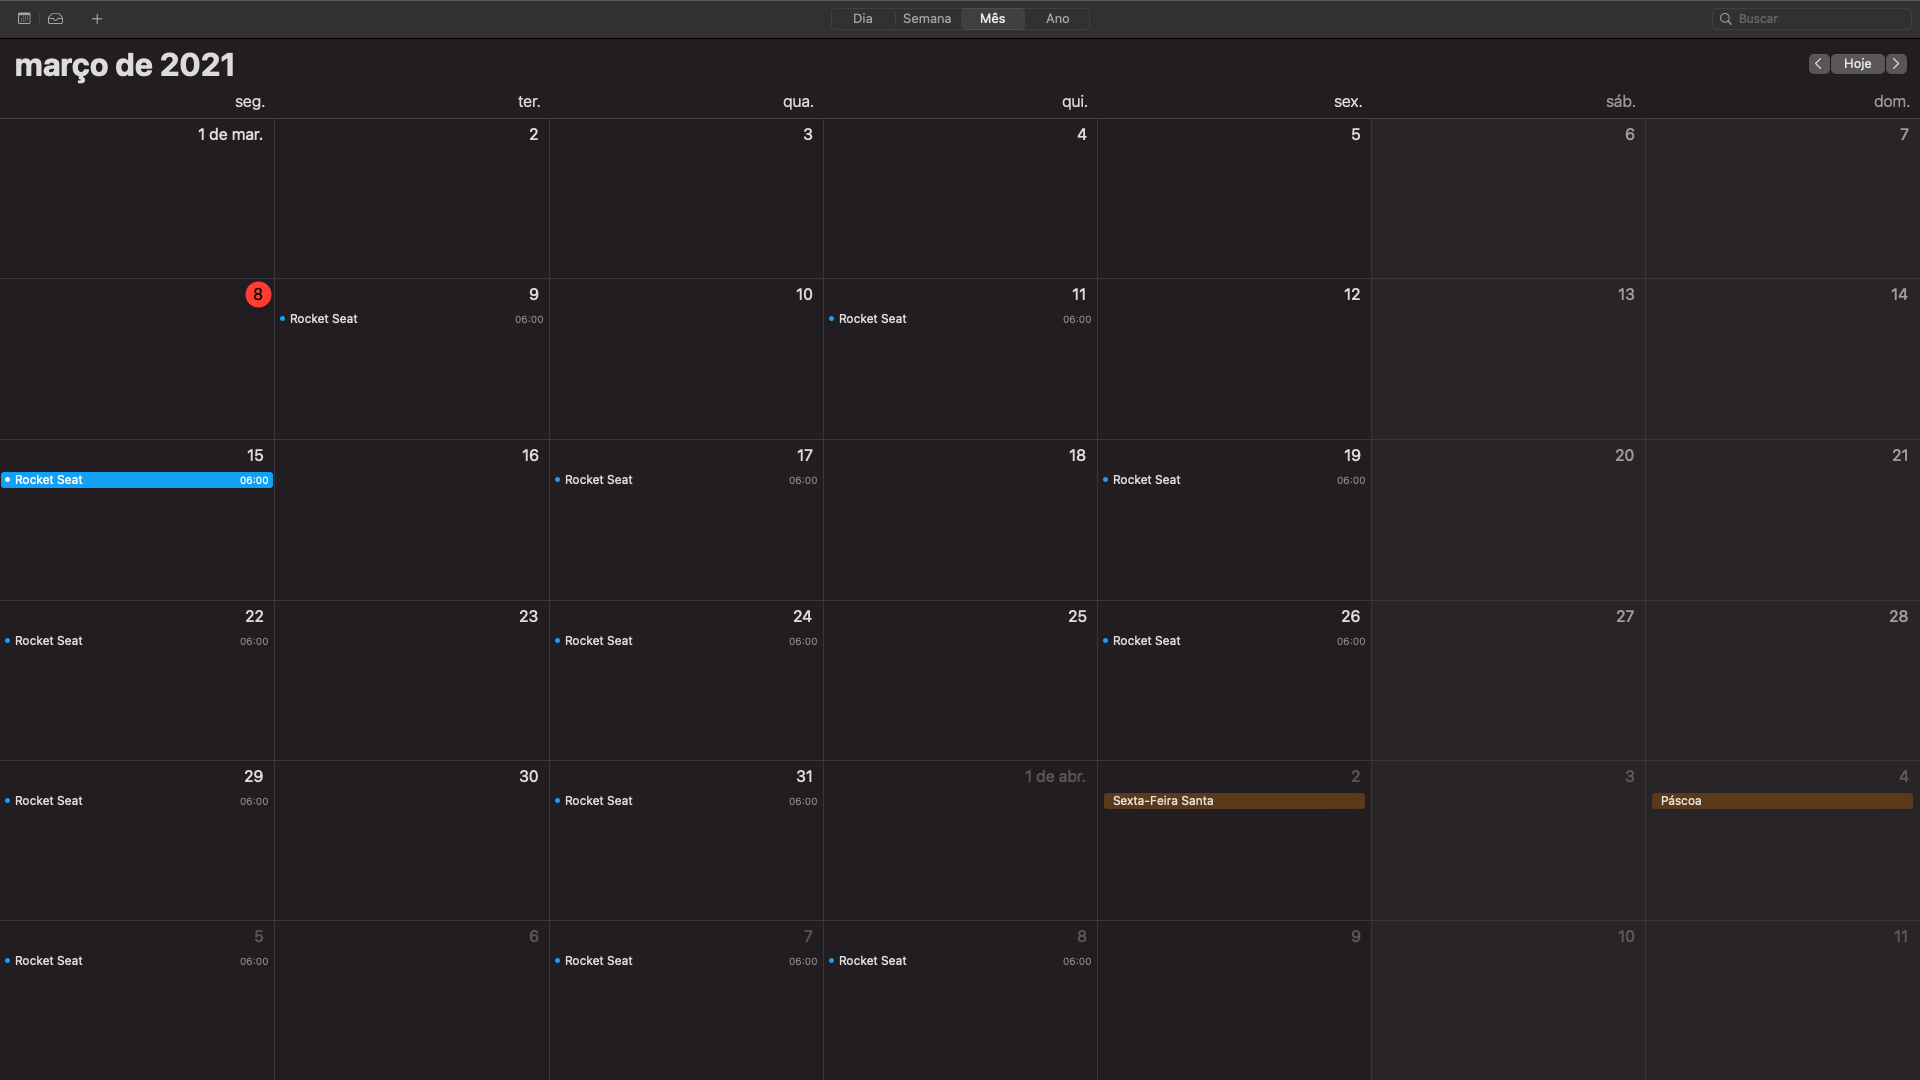 Dia Semana Mês Ano Buscar
março de 2021 Hoje
seg. ter. qua. qui. sex. sáb. dom.
1 de mar. 2 3 4 5 6 7
8 9 10 11 12 13 14
Rocket Seat 06:00 Rocket Seat 06:00
15 16 17 18 19 20 21
Rocket Seat 06:00 Rocket Seat 06:00 Rocket Seat 06:00
22 23 24 25 26 27 28
Rocket Seat 06:00 Rocket Seat 06:00 Rocket Seat 06:00
29 30 31 1 de abr. 2 3 4
Rocket Seat 06:00 Rocket Seat 06:00 Sexta-Feira Santa Páscoa
5 6 7 8 9 10 11
Rocket Seat 06:00 Rocket Seat 06:00 Rocket Seat 06:00